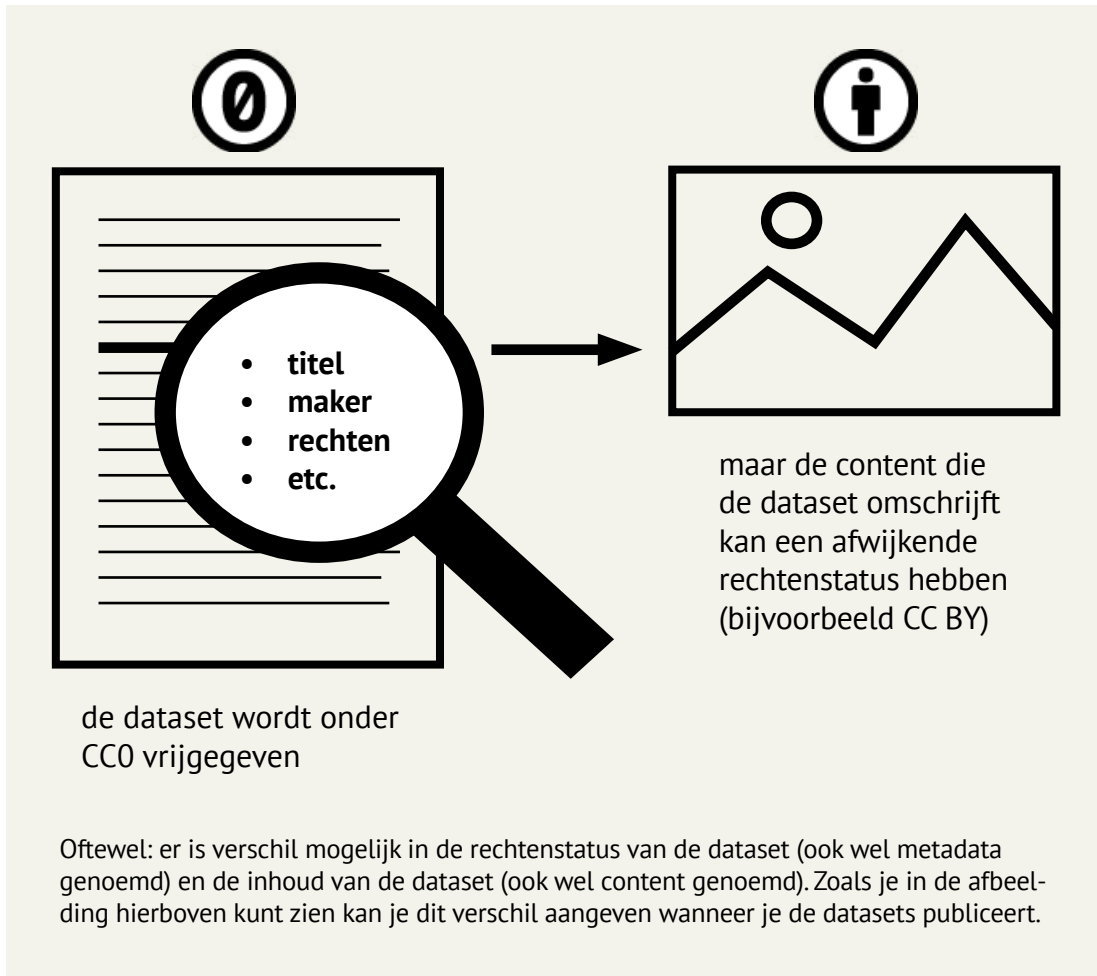 0
• titel
• maker
• rechten
• etc.
de dataset wordt onder
CC0 vrijgegeven
maar de content die
de dataset omschrijft
kan een afwijkende
rechtenstatus hebben
(bijvoorbeeld CC BY)
Oftewel: er is verschil mogelijk in de rechtenstatus van de dataset (ook wel metadata
genoemd) en de inhoud van de dataset (ook wel content genoemd). Zoals je in de afbeel-
ding hierboven kunt zien kan je dit verschil aangeven wanneer je de datasets publiceert.